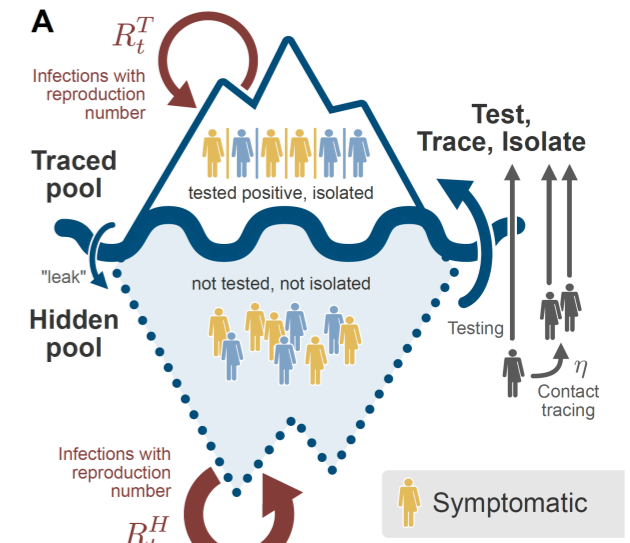 A
R_t^T
Infections with
reproduction
number
Traced
pool
tested positive, isolated
Test,
Trace, Isolate
"leak"
not tested, not isolated
Hidden
pool
Testing
η
Contact
tracing
Infections with
reproduction
number
R_t^H
Symptomatic